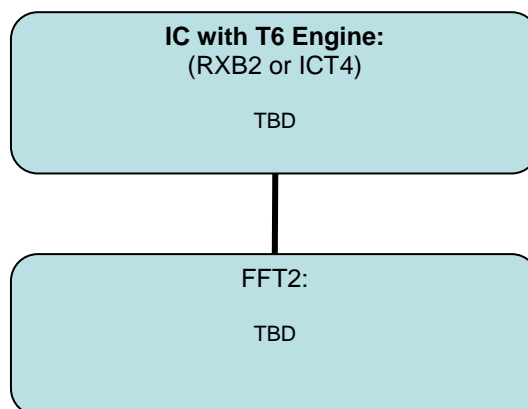 IC with T6 Engine:
(RXB2 or ICT4)
TBD
FFT2:
TBD